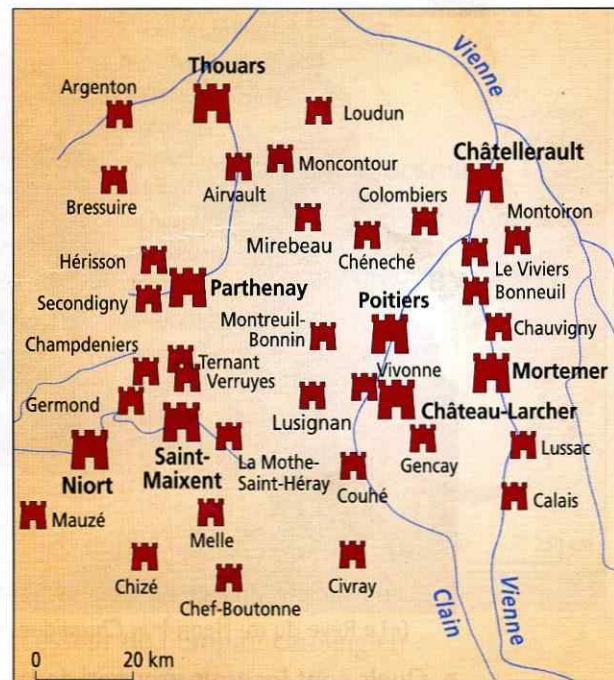 Vienne
Thouars
Argenton
Loudun
Châtellerault
Moncontour
Colombiers
Montoiron
Bressuire
Airvault
Mirebeau
Chéneché
Hérisson
Le Viviers
Bonneuil
Secondigny
Parthenay
Poitiers
Montreuil-
Bonnin
Chauvigny
Champdeniers
Ternant
Verruyes
Vivonne
Mortemer
Germond
Lusignan
Château-Larcher
Saint-
Maixent
La Mothe-
Saint-Héray
Gencay
Lussac
Niort
Couhé
Calais
Mauzé
Melle
Chizé
Chef-Boutonne
Civray
Clain
Vienne
0 20 km